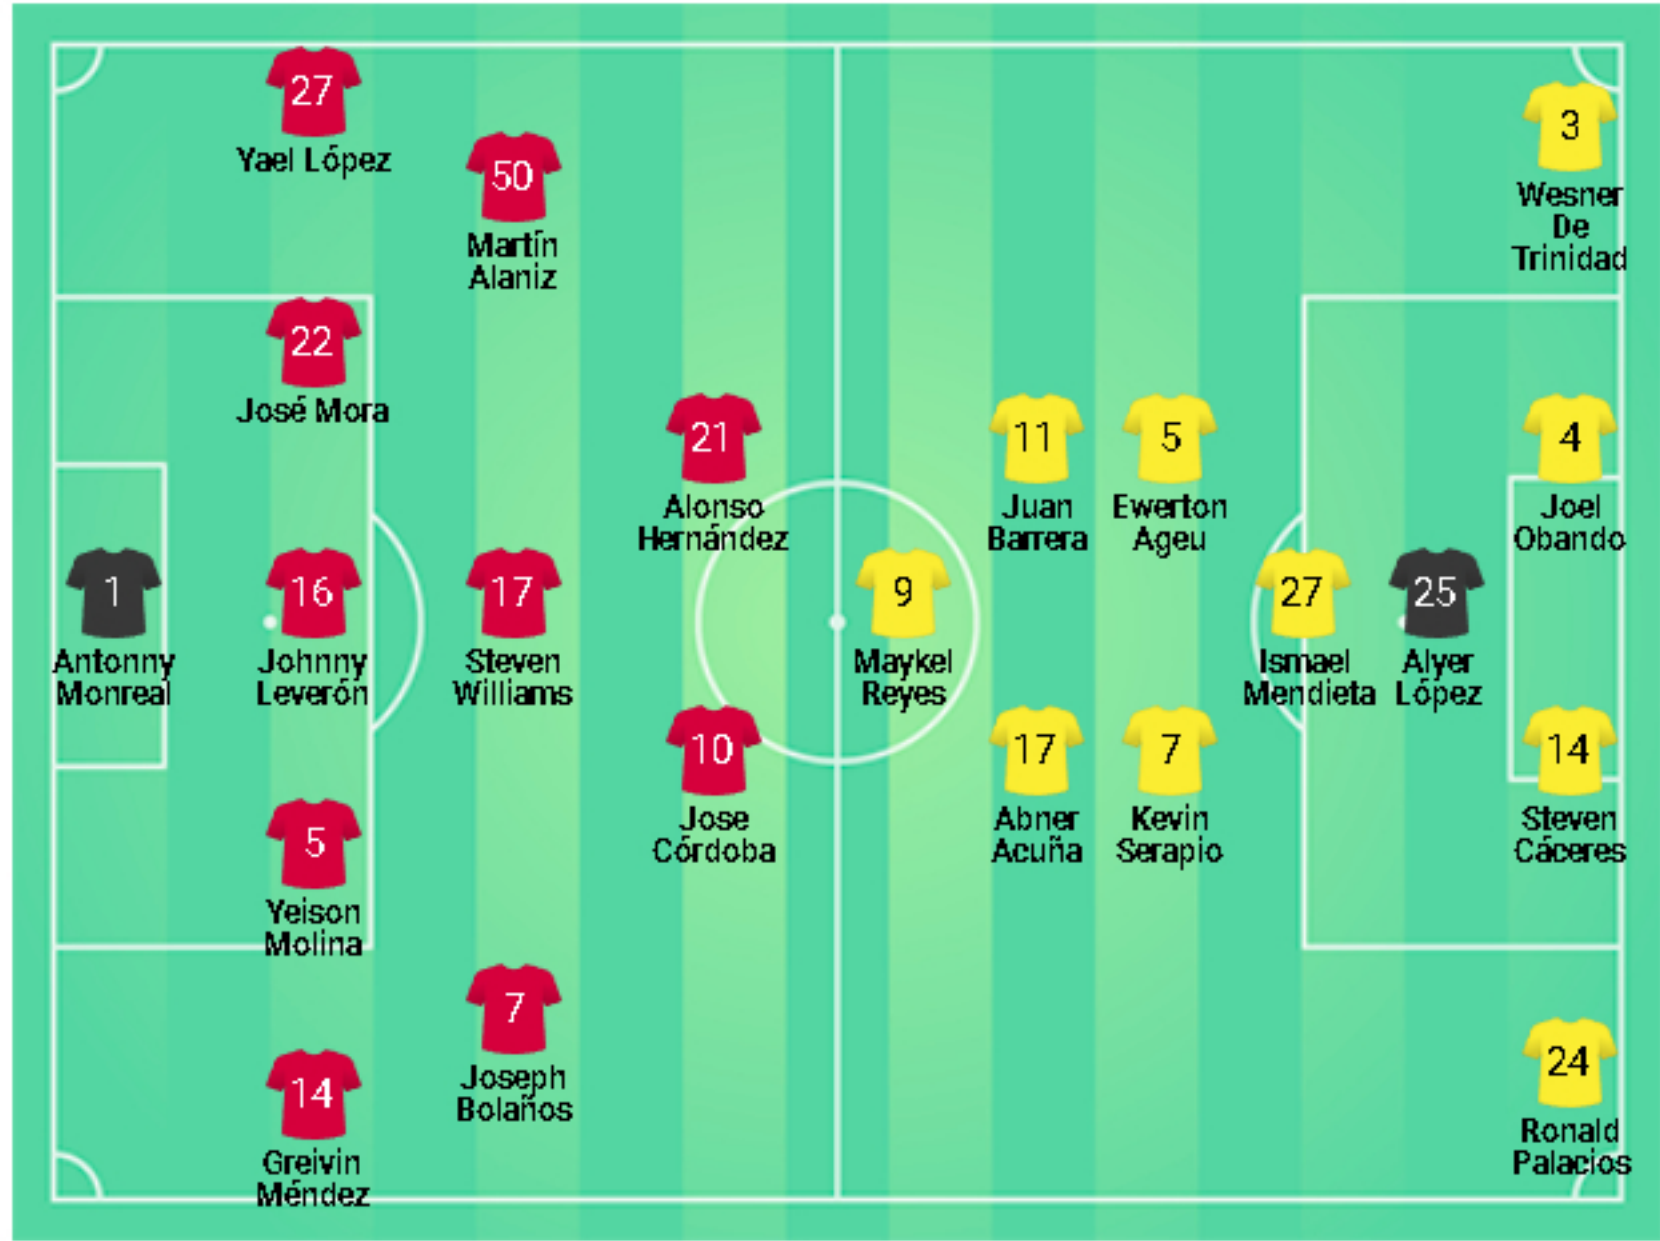 27
Yael López
50
Martín
Alaniz
22
José Mora
21
Alonso
Hernández
1
Antonny
Monreal
16
Johnny
Leverón
17
Steven
Williams
10
Jose
Córdoba
5
Yeison
Molina
7
Joseph
Bolaños
14
Greivin
Méndez
9
Maykel
Reyes
11
Juan
Barrera
5
Ewerton
Ageu
17
Abner
Acuña
7
Kevin
Serapio
27
Ismael
Mendieta
25
Alyer
López
3
Wesner
De
Trinidad
4
Joel
Obando
14
Steven
Cáceres
24
Ronald
Palacios